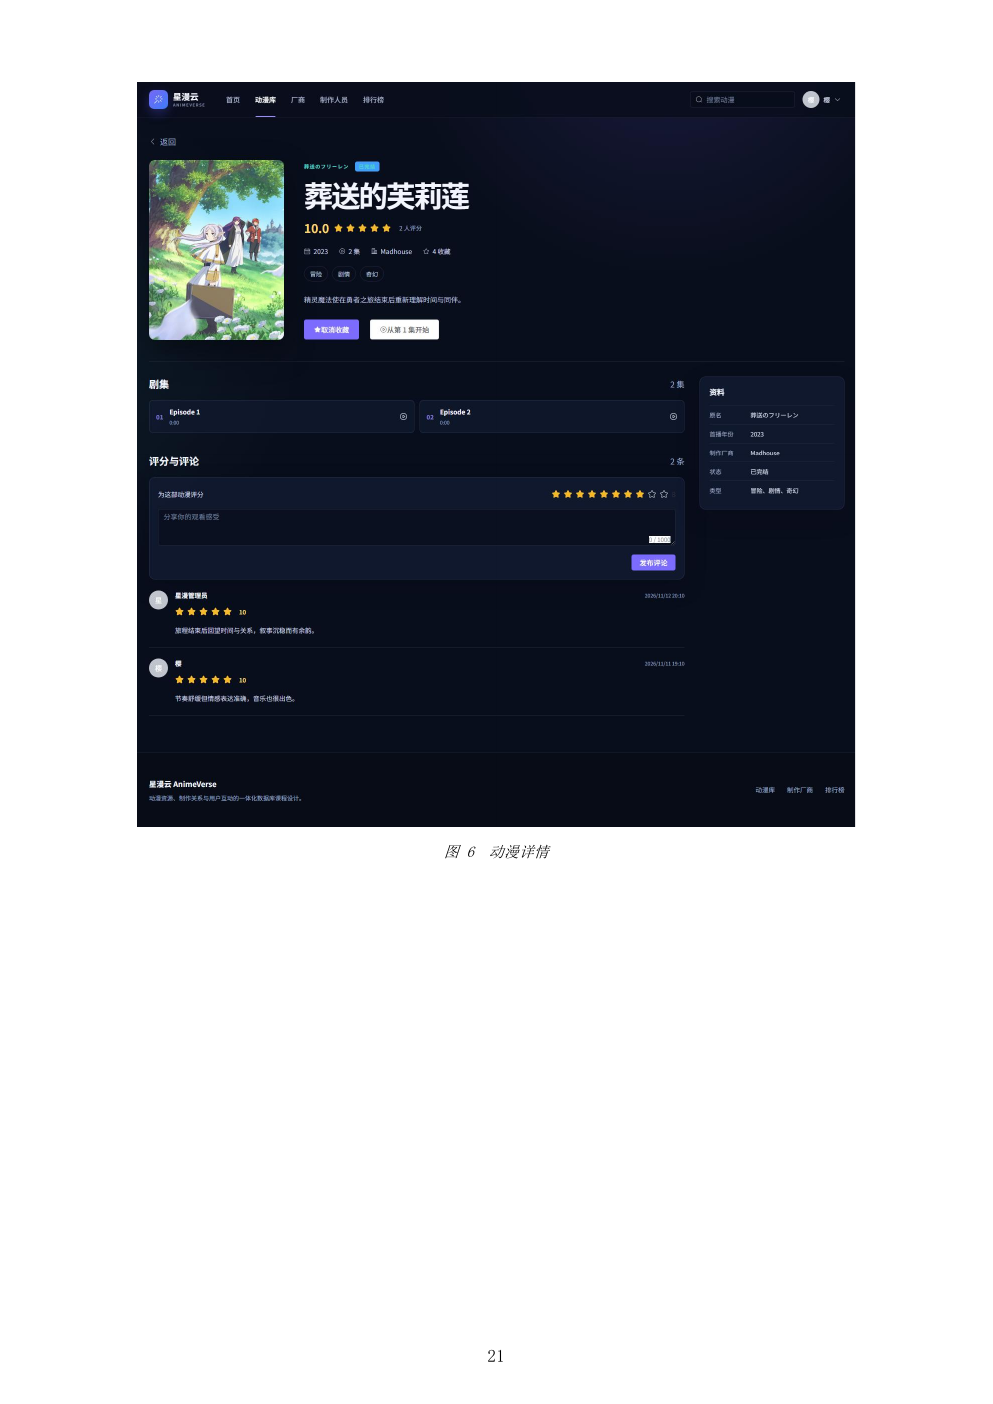 星漫云
ANIMEVERSE
首页 动漫库 厂商 制作人员 排行榜
搜索动漫
樱 樱
返回
葬送のフリーレン
葬送的芙莉莲
10.0 2 人评分
2023 2 集 Madhouse 4 收藏
冒险 剧情 奇幻
精灵魔法使在勇者之旅结束后重新理解时间与同伴。
取消收藏 从第 1 集开始
剧集 2 集
01 Episode 1
0:00
02 Episode 2
0:00
评分与评论 2 条
为这部动漫评分
分享你的观看感受
0 / 1000
发布评论
星 星漫管理员 2026/11/12 20:10
10
旅程结束后回望时间与关系，叙事沉稳而有余韵。
樱 樱 2026/11/11 19:10
10
节奏舒缓但情感表达准确，音乐也很出色。
资料
原名 葬送のフリーレン
首播年份 2023
制作厂商 Madhouse
状态 已完结
类型 冒险、剧情、奇幻
星漫云 AnimeVerse
动漫资源、制作关系与用户互动的一体化数据库课程设计。
动漫库 制作厂商 排行榜
图 6 动漫详情
21